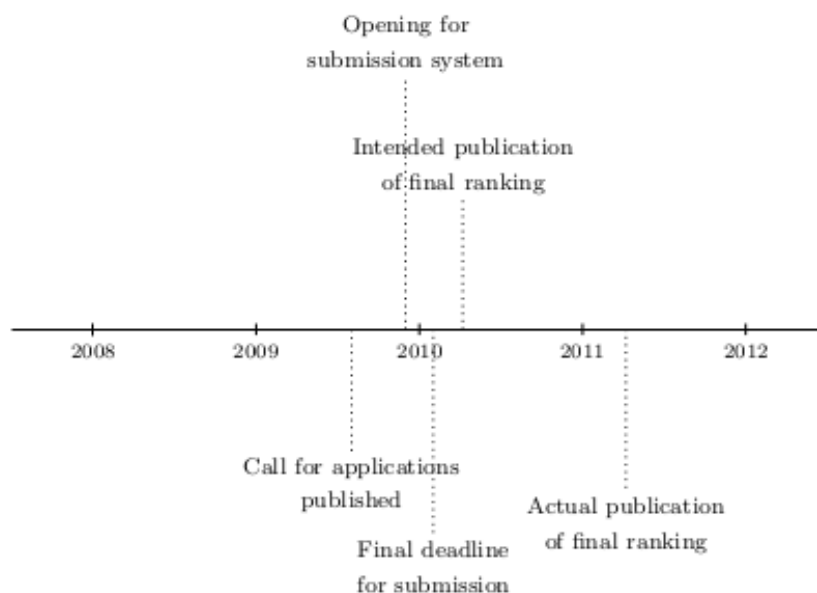 Opening for
submission system
Intended publication
of final ranking
2008 2009 2010 2011 2012
Call for applications
published
Actual publication
of final ranking
Final deadline
for submission